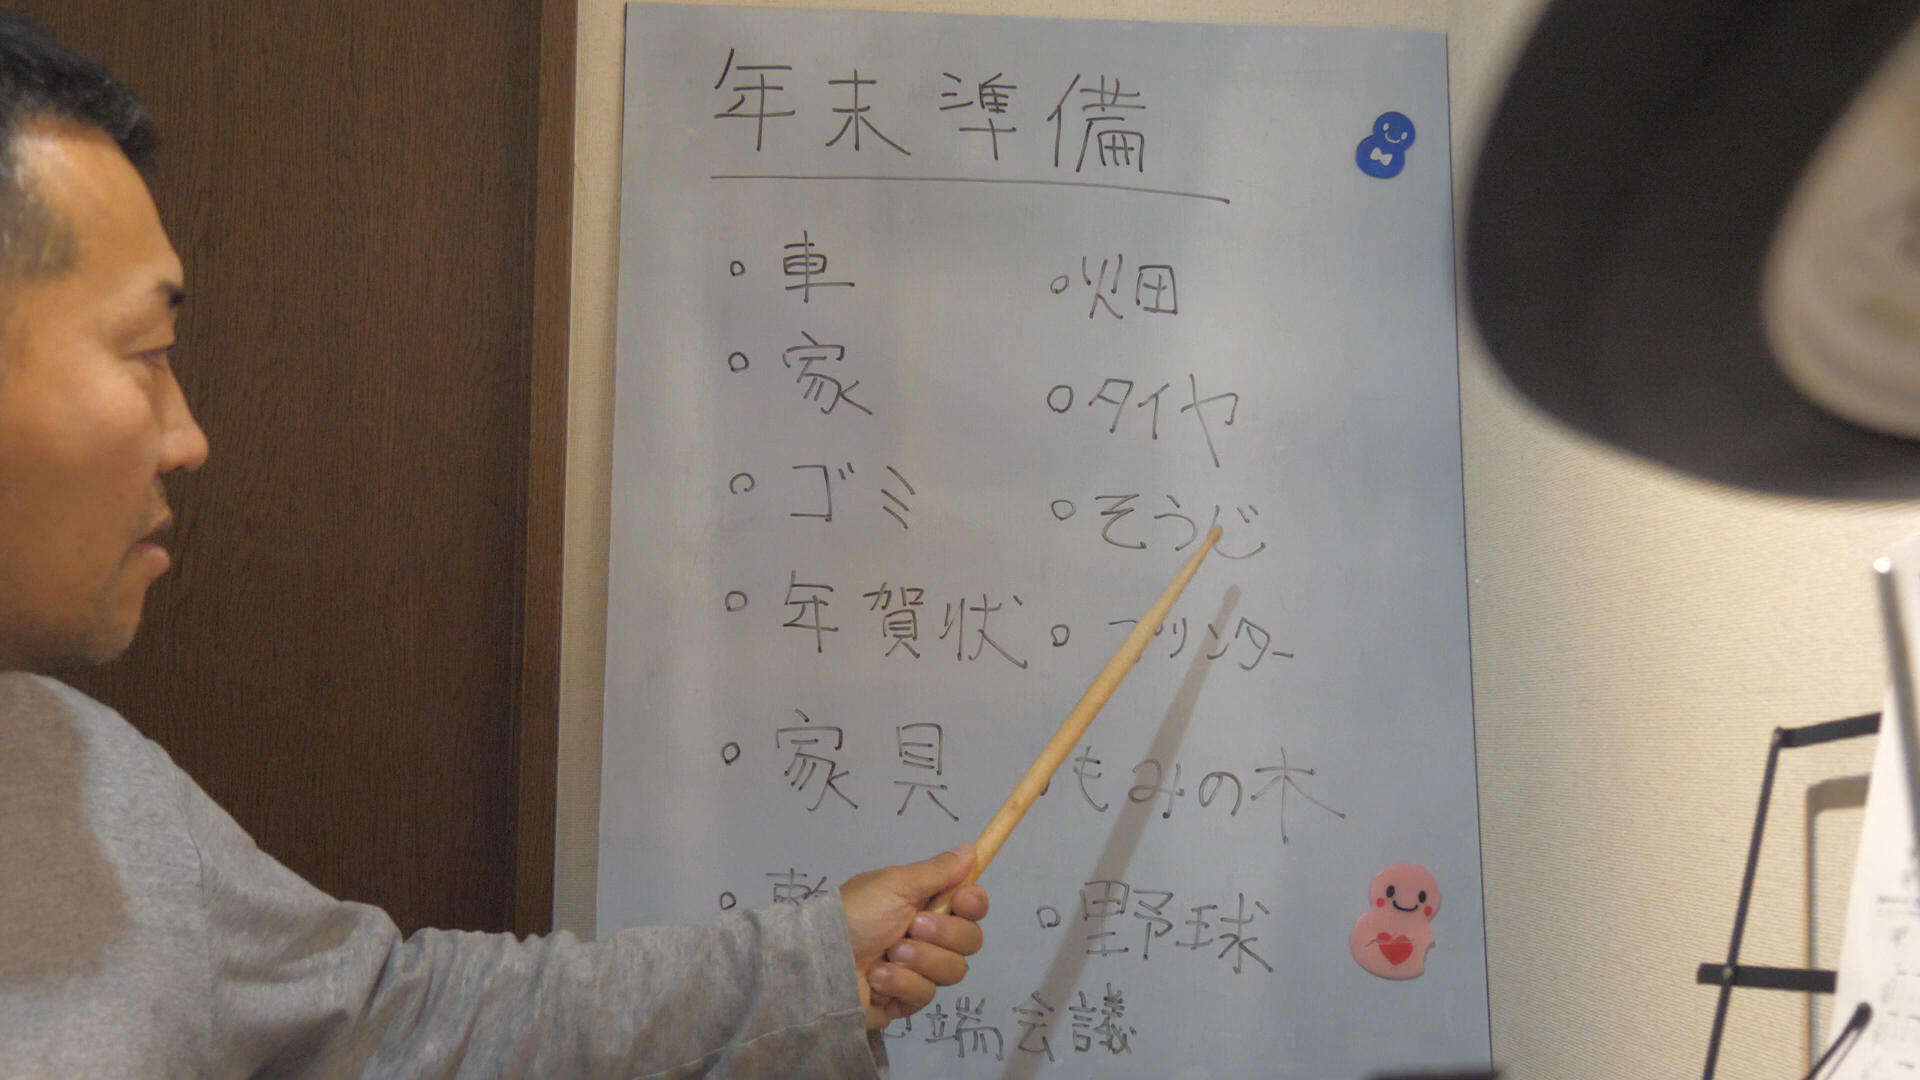 年末準備
車
家
ゴミ
年賀状
家具
畑
タイヤ
そうじ
プリンター
もみの木
野球
端会議